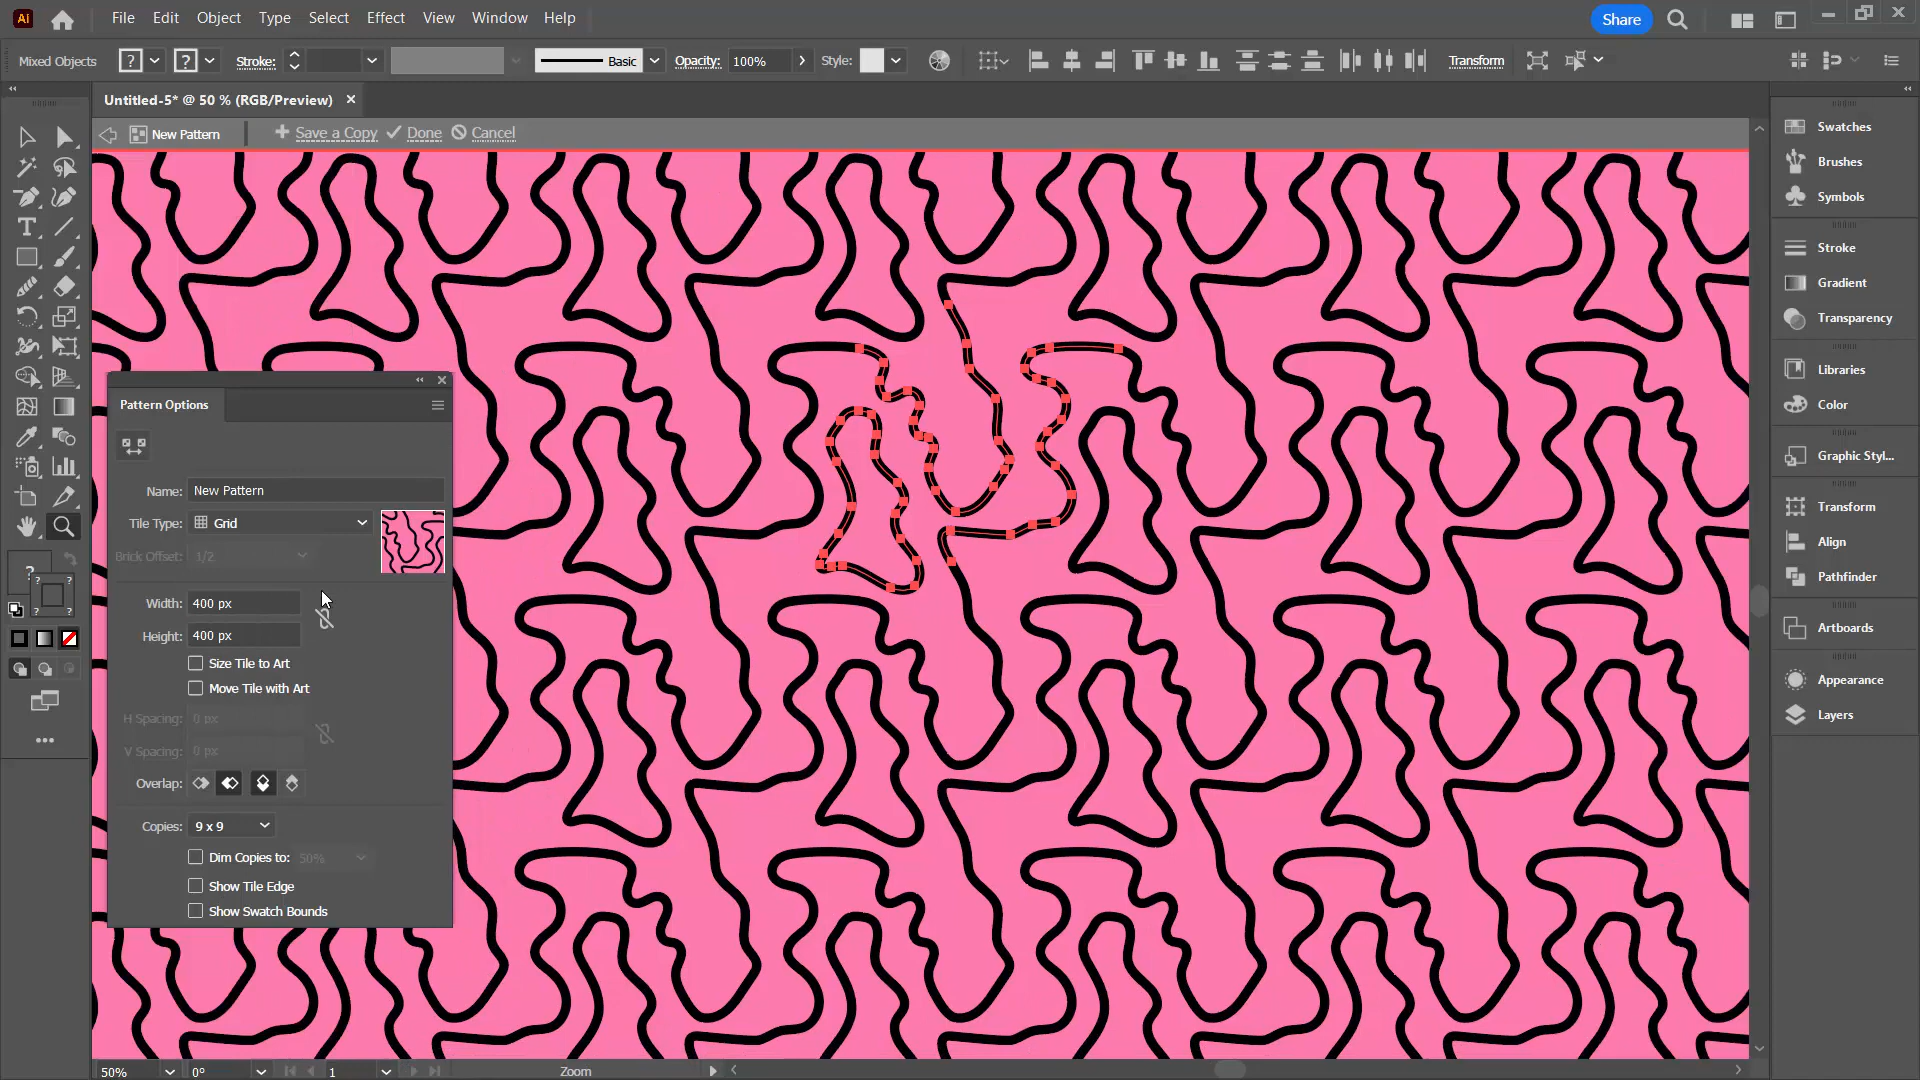 Ai File Edit Object Type Select Effect View Window Help Share
Mixed Objects ? ? Stroke: Basic Opacity: 100% Style: Transform
Untitled-5* @ 50 % (RGB/Preview) ×
New Pattern + Save a Copy Done Cancel
Swatches
Brushes
Symbols
Stroke
Gradient
Transparency
Libraries
Color
Graphic Styl...
Transform
Align
Pathfinder
Artboards
Appearance
Layers
Pattern Options
Name: New Pattern
Tile Type: Grid
Brick Offset: 1/2
Width: 400 px
Height: 400 px
Size Tile to Art
Move Tile with Art
H Spacing: 0 px
V Spacing: 0 px
Overlap:
Copies: 9 x 9
Dim Copies to: 50%
Show Tile Edge
Show Swatch Bounds
T
?
? ?
? ?
50% 0° 1 Zoom